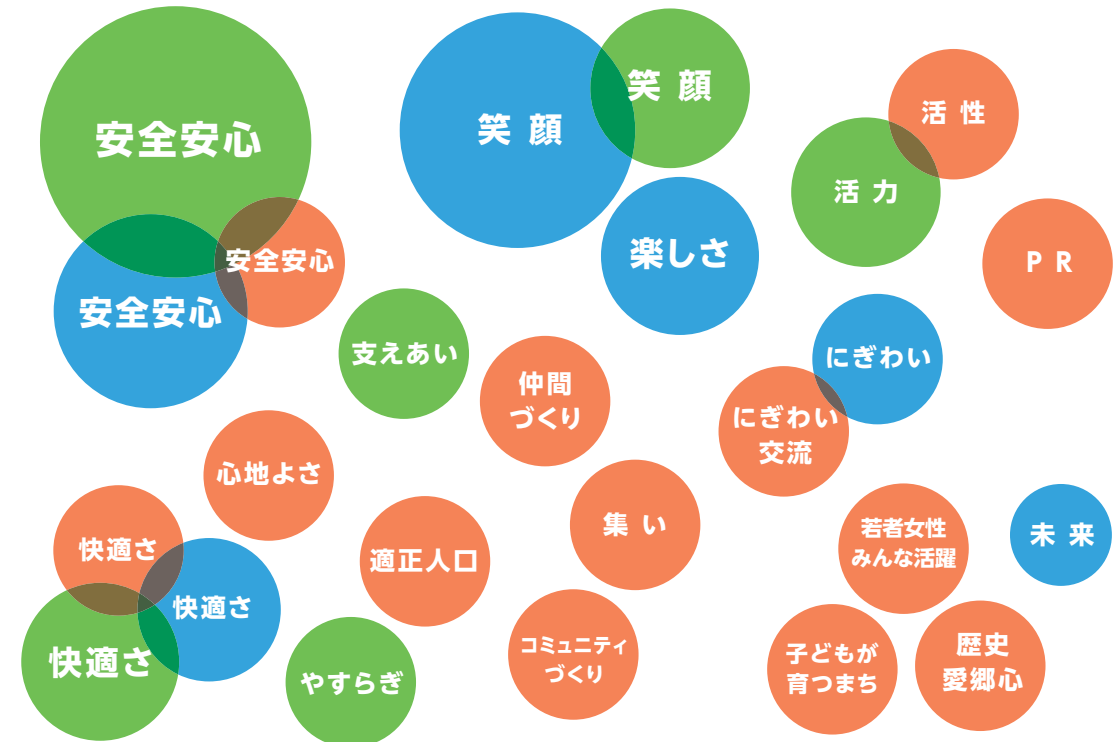 安全安心
安全安心
安全安心
笑 顔
笑 顔
楽しさ
活 性
活 力
P R
支えあい
仲間
づくり
にぎわい
にぎわい
交流
心地よさ
快適さ
快適さ
快適さ
適正人口
集 い
若者女性
みんな活躍
未 来
やすらぎ
コミュニティ
づくり
子どもが
育つまち
歴史
愛郷心